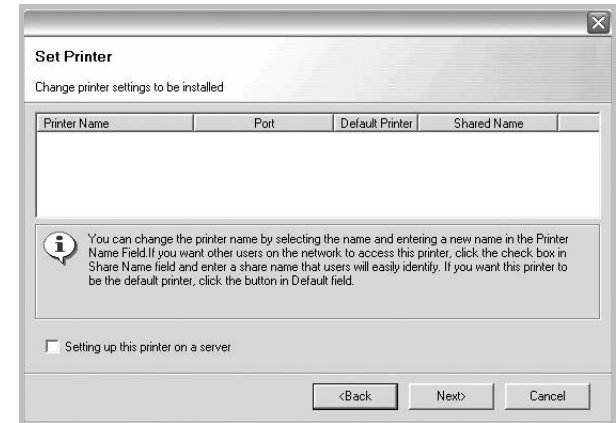 Set Printer
Change printer settings to be installed
Printer Name Port Default Printer Shared Name
You can change the printer name by selecting the name and entering a new name in the Printer
Name Field.If you want other users on the network to access this printer, click the check box in
Share Name field and enter a share name that users will easily identify. If you want this printer to
be the default printer, click the button in Default field.
Setting up this printer on a server
<Back Next> Cancel